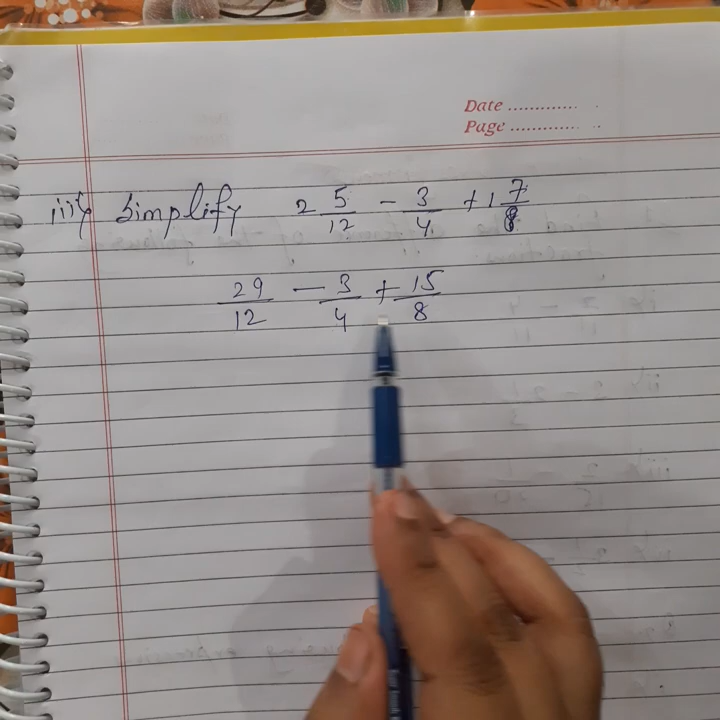 Date ..............
Page ..............
iii) Simplify 2 5/12 - 3/4 + 1 7/8
29/12 - 3/4 + 15/8